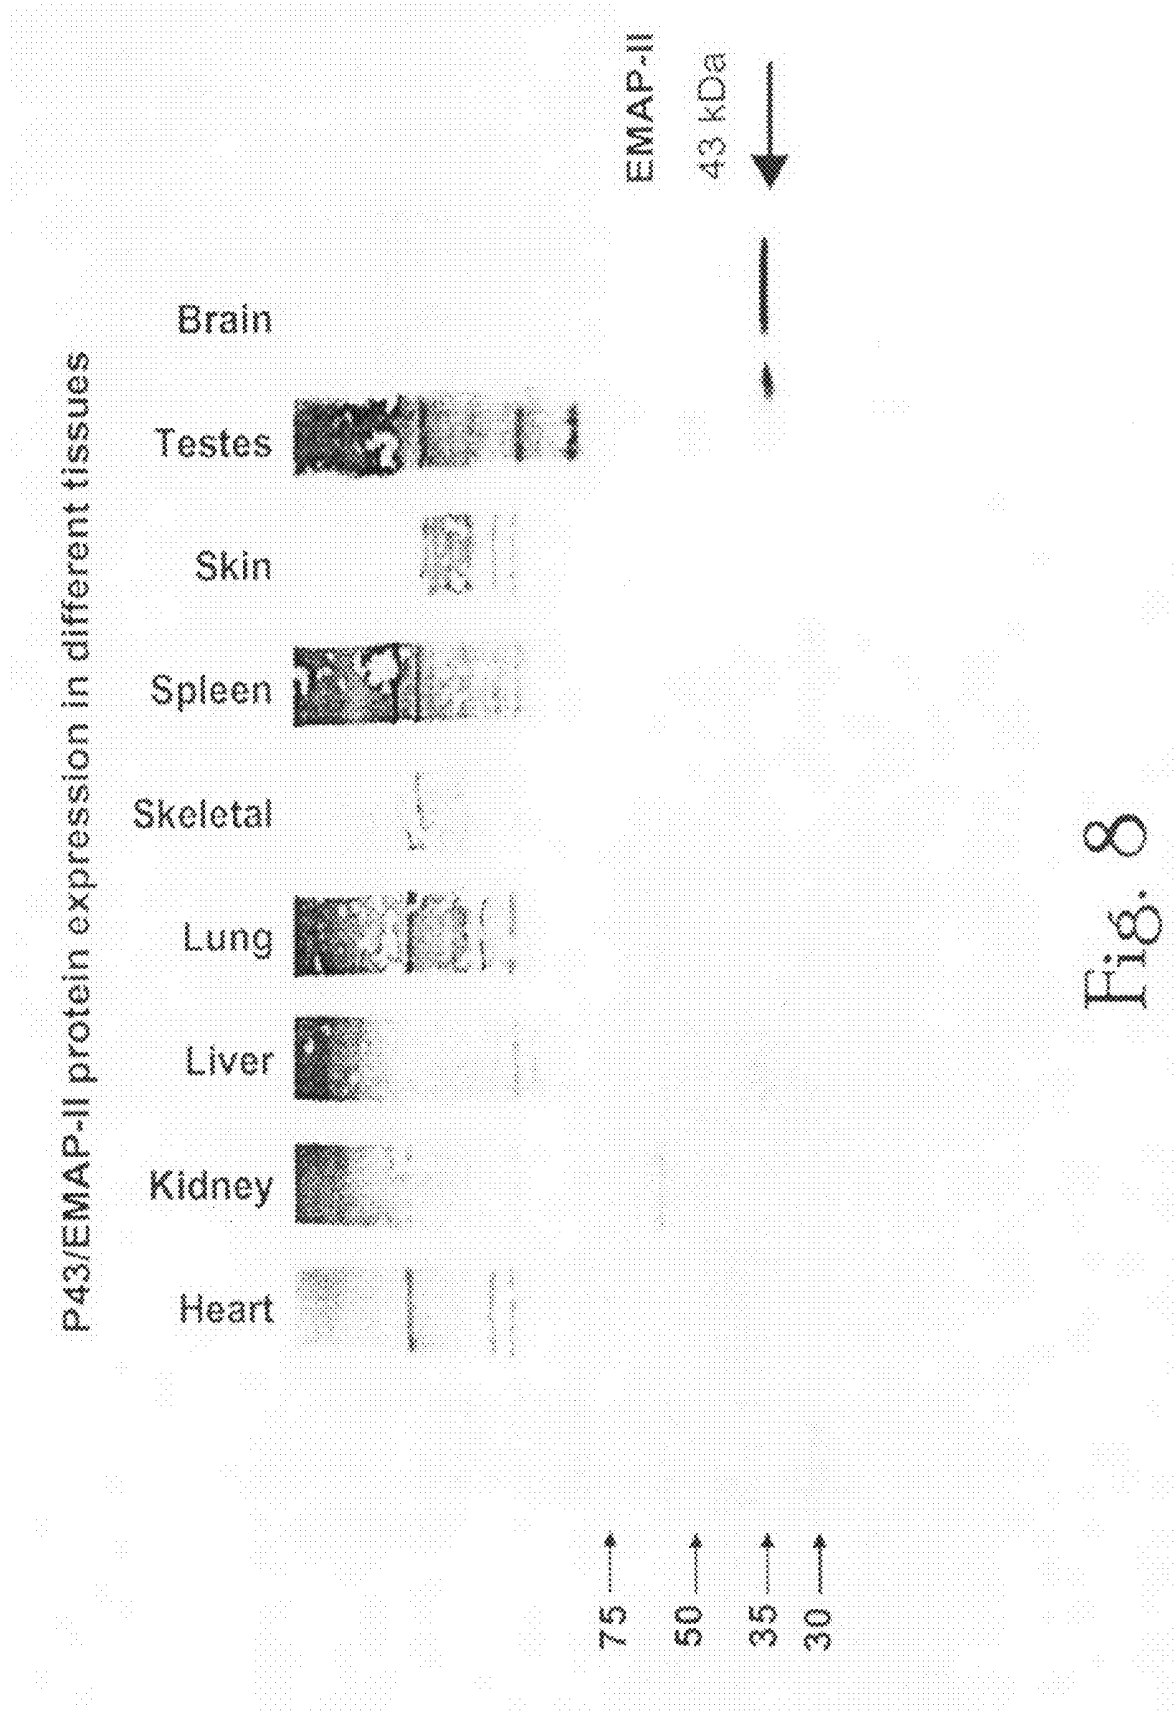 P43/EMAP-II protein expression in different tissues
Heart
Kidney
Liver
Lung
Skeletal
Spleen
Skin
Testes
Brain
75
50
35
30
EMAP-II
43 kDa
Fig. 8